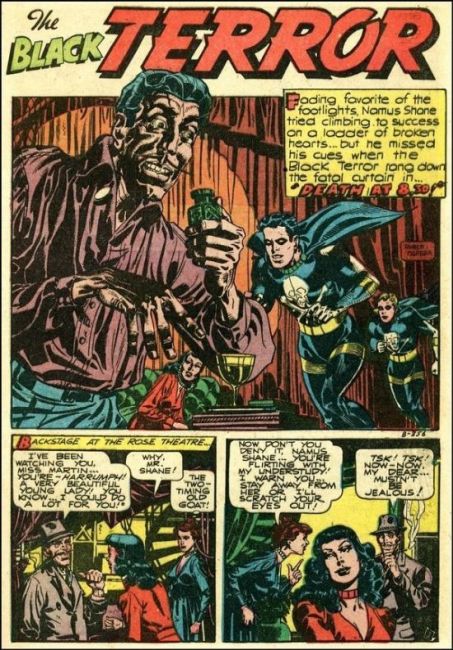 The
BLACK
TERROR
Fading favorite of the
footlights, Namus Shane
tried climbing to success
on a ladder of broken
hearts... but he missed
his cues when the
Black Terror rang down
the fatal curtain in...
"DEATH AT 8:30!"
B-256
BACKSTAGE AT THE ROSE THEATRE...
I'VE BEEN
WATCHING YOU,
MISS MARTIN...
YOU'RE -HARRUMPH!-
A VERY BEAUTIFUL
YOUNG LADY! YOU
KNOW... I COULD DO
A LOT FOR YOU!"
WHY,
MR.
SHANE!
THE
TWO-
TIMING
OLD
GOAT!
NOW DON'T YOU
DENY IT, NAMUS
SHANE... YOU'RE
FLIRTING WITH
MY UNDERSTUDY!
I WARN YOU...
STAY AWAY FROM
HER OR I'LL
SCRATCH YOUR
EYES OUT!
TSK! TSK!
NOW-NOW,
MY DEAR...
MUSTN'T
BE
JEALOUS!